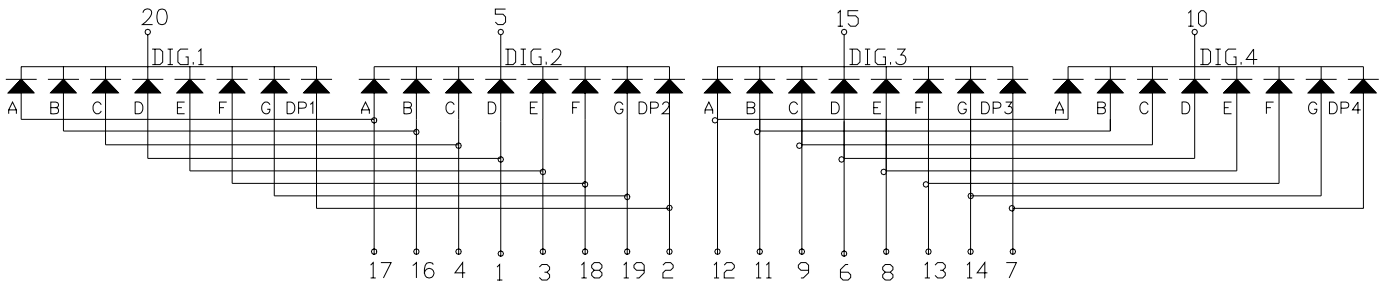 20 5 15 10
DIG.1 DIG.2 DIG.3 DIG.4
A B C D E F G DP1 A B C D E F G DP2 A B C D E F G DP3 A B C D E F G DP4
17 16 4 1 3 18 19 2 12 11 9 6 8 13 14 7